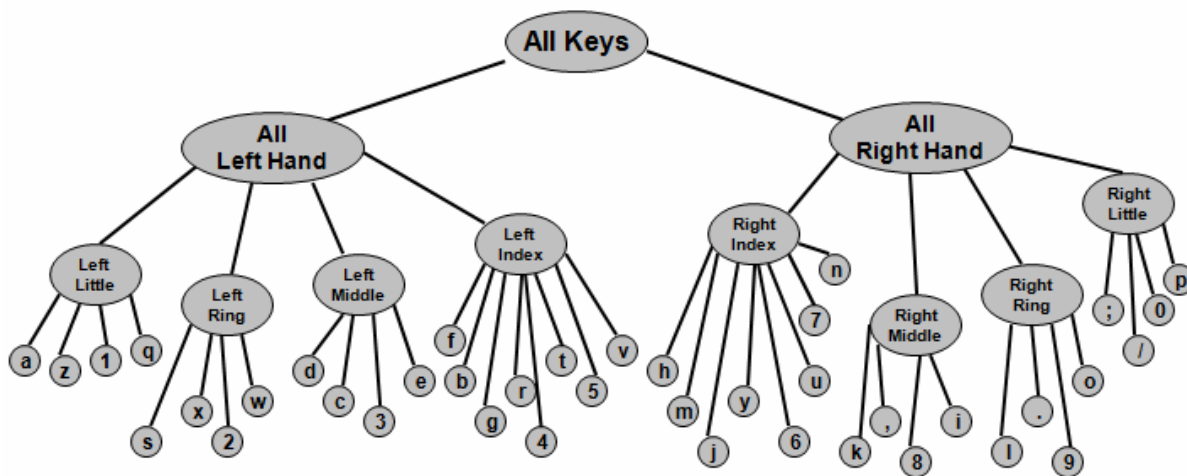 All Keys
All
Left Hand
All
Right Hand
Left
Little
Left
Ring
Left
Middle
Left
Index
Right
Index
Right
Middle
Right
Ring
Right
Little
a
z
1
q
s
x
2
w
d
c
3
e
f
b
g
r
4
t
5
v
h
m
j
y
6
u
7
n
k
,
8
i
l
.
9
o
;
/
0
p